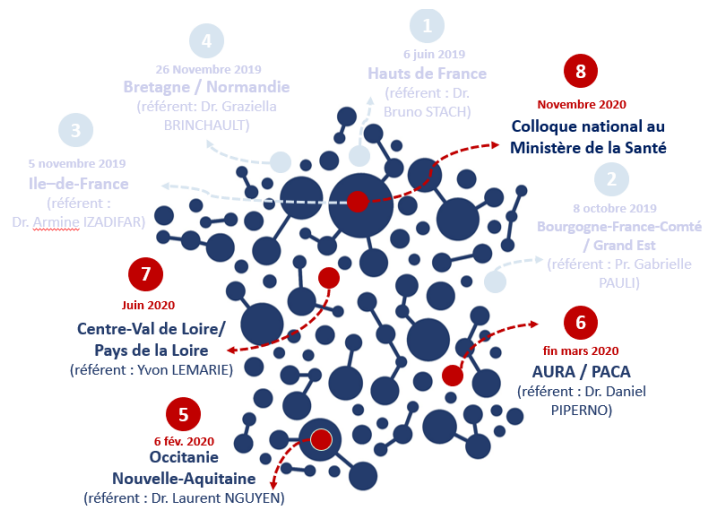 1
6 juin 2019
Hauts de France
(référent : Dr.
Bruno STACH)
4
26 Novembre 2019
Bretagne / Normandie
(référent: Dr. Graziella
BRINCHAULT)
8
Novembre 2020
Colloque national au
Ministère de la Santé
3
5 novembre 2019
Ile–de-France
(référent :
Dr. Armine IZADIFAR)
2
8 octobre 2019
Bourgogne-France-Comté
/ Grand Est
(référent : Pr. Gabrielle
PAULI)
7
Juin 2020
Centre-Val de Loire/
Pays de la Loire
(référent : Yvon LEMARIE)
6
fin mars 2020
AURA / PACA
(référent : Dr. Daniel
PIPERNO)
5
6 fév. 2020
Occitanie
Nouvelle-Aquitaine
(référent : Dr. Laurent NGUYEN)